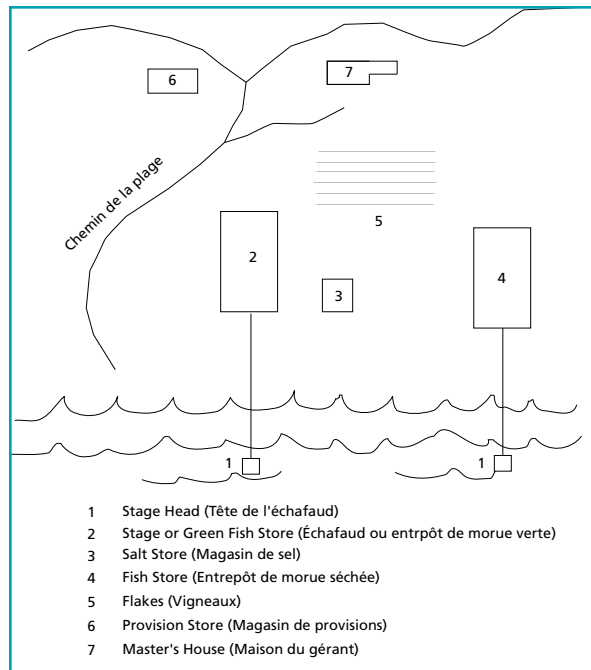 6
7
Chemin de la plage
5
2
4
3
1
1
1 Stage Head (Tête de l'échafaud)
2 Stage or Green Fish Store (Échafaud ou entrpôt de morue verte)
3 Salt Store (Magasin de sel)
4 Fish Store (Entrepôt de morue séchée)
5 Flakes (Vigneaux)
6 Provision Store (Magasin de provisions)
7 Master's House (Maison du gérant)